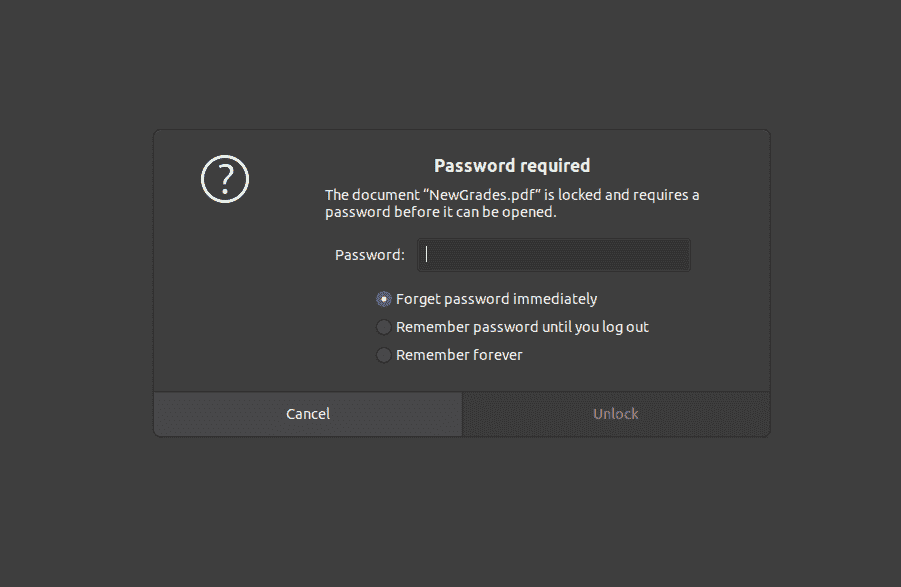 ?
Password required
The document “NewGrades.pdf” is locked and requires a
password before it can be opened.
Password:
Forget password immediately
Remember password until you log out
Remember forever
Cancel
Unlock